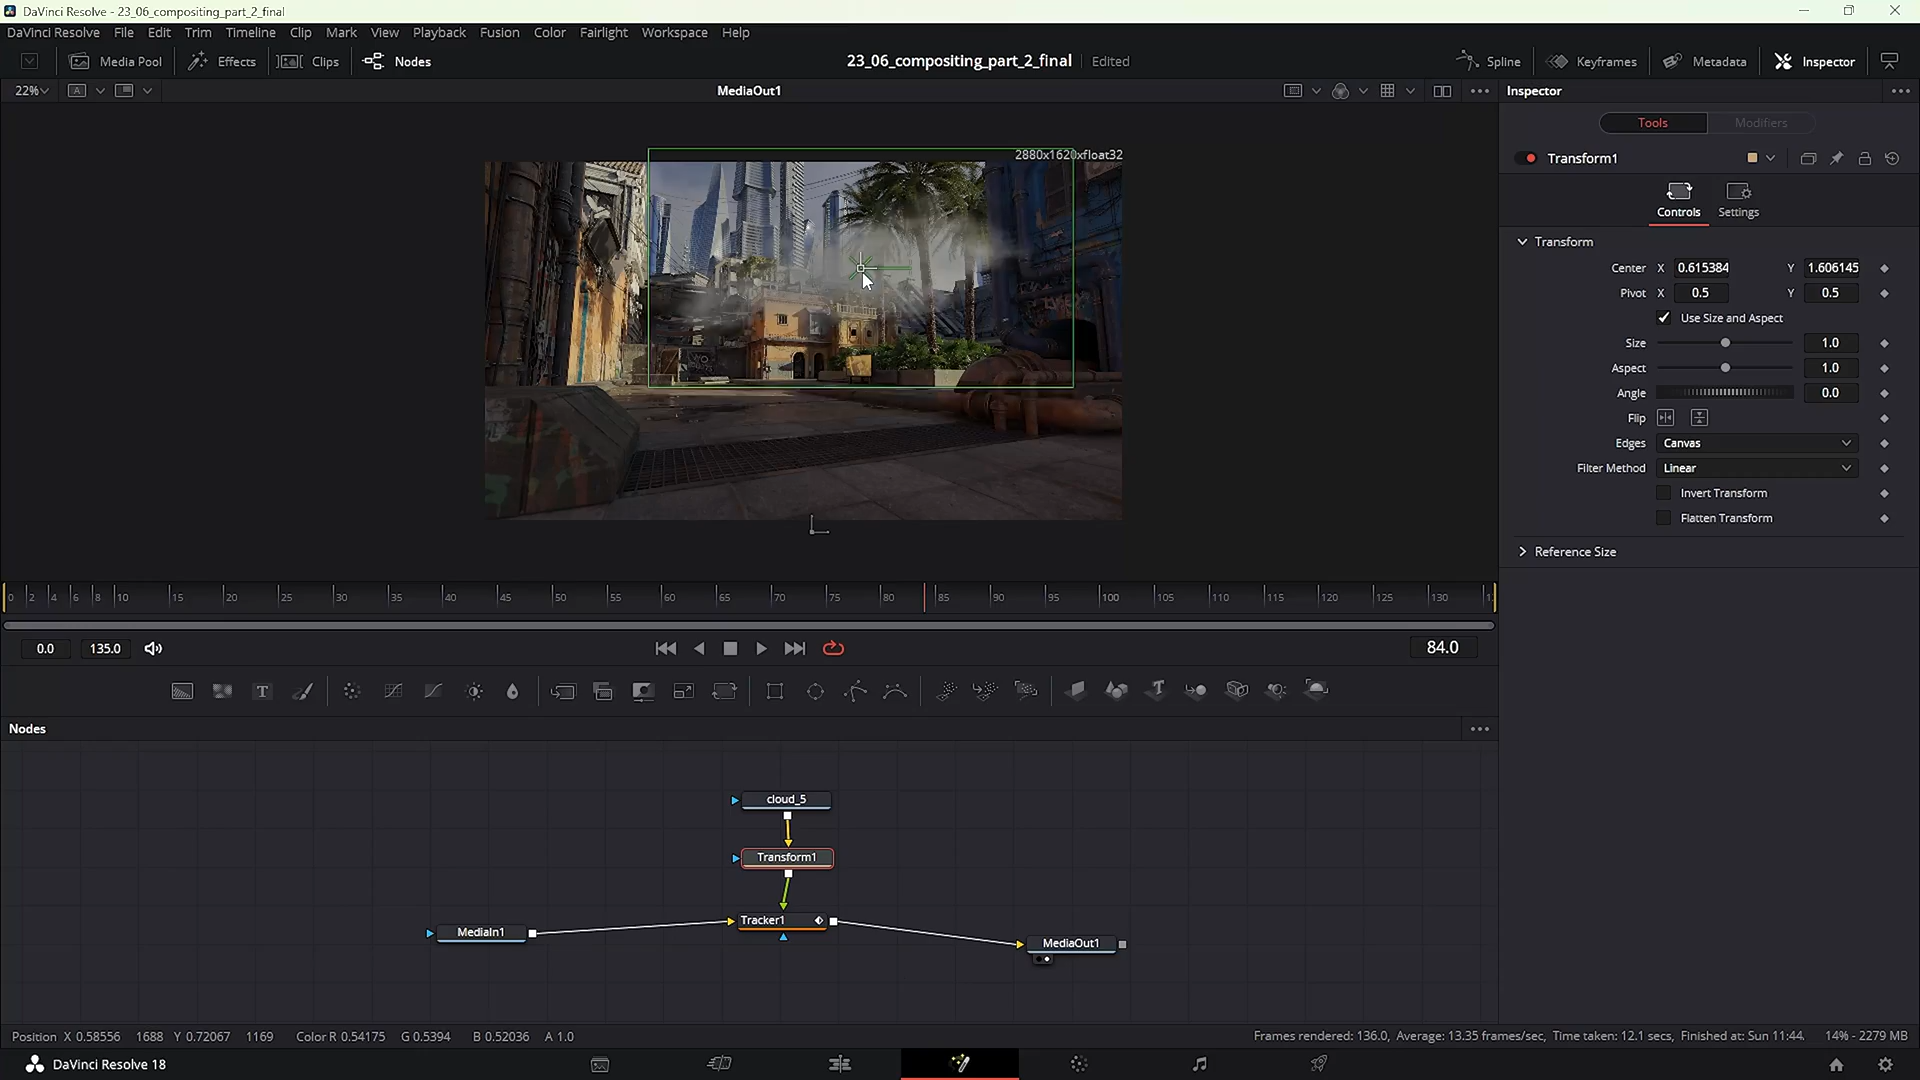 DaVinci Resolve - 23_06_compositing_part_2_final
DaVinci Resolve File Edit Trim Timeline Clip Mark View Playback Fusion Color Fairlight Workspace Help
Media Pool Effects Clips Nodes 23_06_compositing_part_2_final Edited Spline Keyframes Metadata Inspector
22% A MediaOut1 Inspector
Tools Modifiers
2880x1620xfloat32
Transform1
Controls Settings
Transform
Center X 0.615384 Y 1.606145
Pivot X 0.5 Y 0.5
Use Size and Aspect
Size 1.0
Aspect 1.0
Angle 0.0
Flip
Edges Canvas
Filter Method Linear
Invert Transform
Flatten Transform
Reference Size
0 2 4 6 8 10 15 20 25 30 35 40 45 50 55 60 65 70 75 80 85 90 95 100 105 110 115 120 125 130
0.0 135.0 84.0
T
Nodes
cloud_5
Transform1
Tracker1
MediaIn1
MediaOut1
Position X 0.58556 1688 Y 0.72067 1169 Color R 0.54175 G 0.5394 B 0.52036 A 1.0 Frames rendered: 136.0, Average: 13.35 frames/sec, Time taken: 12.1 secs, Finished at: Sun 11:44. 14% - 2279 MB
DaVinci Resolve 18